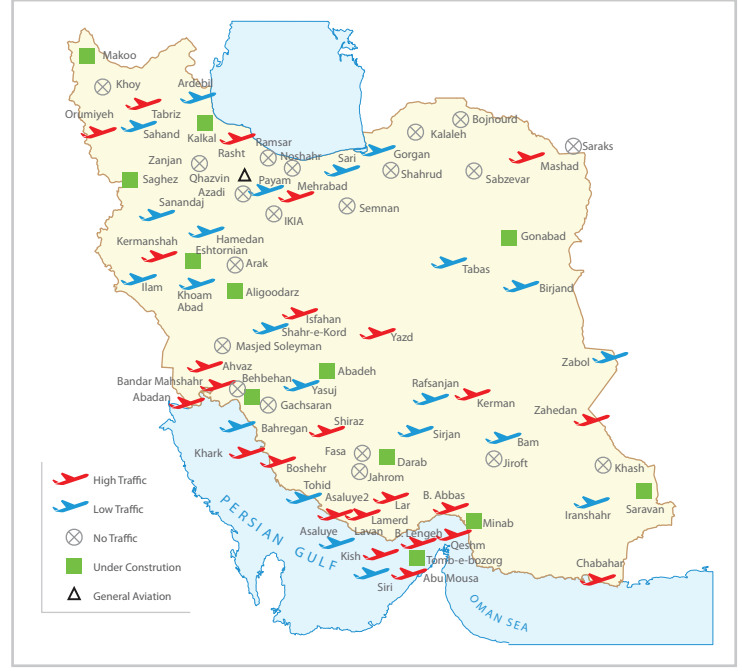 Makoo
Khoy
Ardebil
Orumiyeh
Tabriz
Sahand
Kalkal
Rasht
Ramsar
Noshahr
Sari
Gorgan
Kalaleh
Bojnourd
Saraks
Mashad
Shahrud
Sabzevar
Zanjan
Qhazvin
Payam
Mehrabad
Saghez
Azadi
Semnan
Sanandaj
IKIA
Hamedan
Gonabad
Kermanshah
Eshtornian
Arak
Tabas
Ilam
Khoam
Abad
Aligoodarz
Birjand
Isfahan
Shahr-e-Kord
Yazd
Masjed Soleyman
Zabol
Ahvaz
Abadeh
Bandar Mahshahr
Behbehan
Abadan
Yasuj
Rafsanjan
Kerman
Gachsaran
Zahedan
Bahregan
Shiraz
Sirjan
Bam
Khark
Fasa
Darab
Jiroft
Khash
Boshehr
Jahrom
Tohid
Asaluye2
Lar
B. Abbas
Iranshahr
Saravan
Lamerd
Minab
Asaluye
Lavan
B. Lengeh
Qeshm
Kish
Tomb-e-bozorg
Chabahar
Siri
Abu Mousa
PERSIAN GULF
OMAN SEA
High Traffic
Low Traffic
No Traffic
Under Constrution
General Aviation